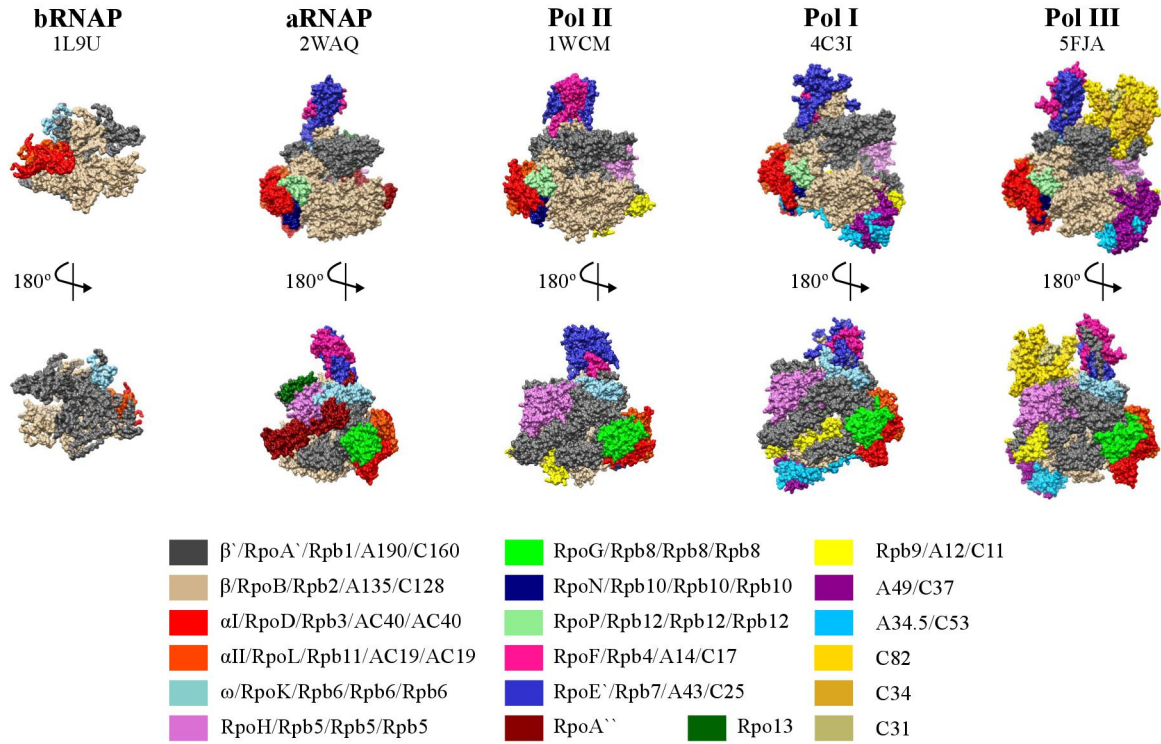 bRNAP aRNAP Pol II Pol I Pol III
1L9U 2WAQ 1WCM 4C3I 5FJA
180° 180° 180° 180° 180°
β`/RpoA`/Rpb1/A190/C160 RpoG/Rpb8/Rpb8/Rpb8 Rpb9/A12/C11
β/RpoB/Rpb2/A135/C128 RpoN/Rpb10/Rpb10/Rpb10 A49/C37
αI/RpoD/Rpb3/AC40/AC40 RpoP/Rpb12/Rpb12/Rpb12 A34.5/C53
αII/RpoL/Rpb11/AC19/AC19 RpoF/Rpb4/A14/C17 C82
ω/RpoK/Rpb6/Rpb6/Rpb6 RpoE`/Rpb7/A43/C25 C34
RpoH/Rpb5/Rpb5/Rpb5 RpoA`` Rpo13 C31